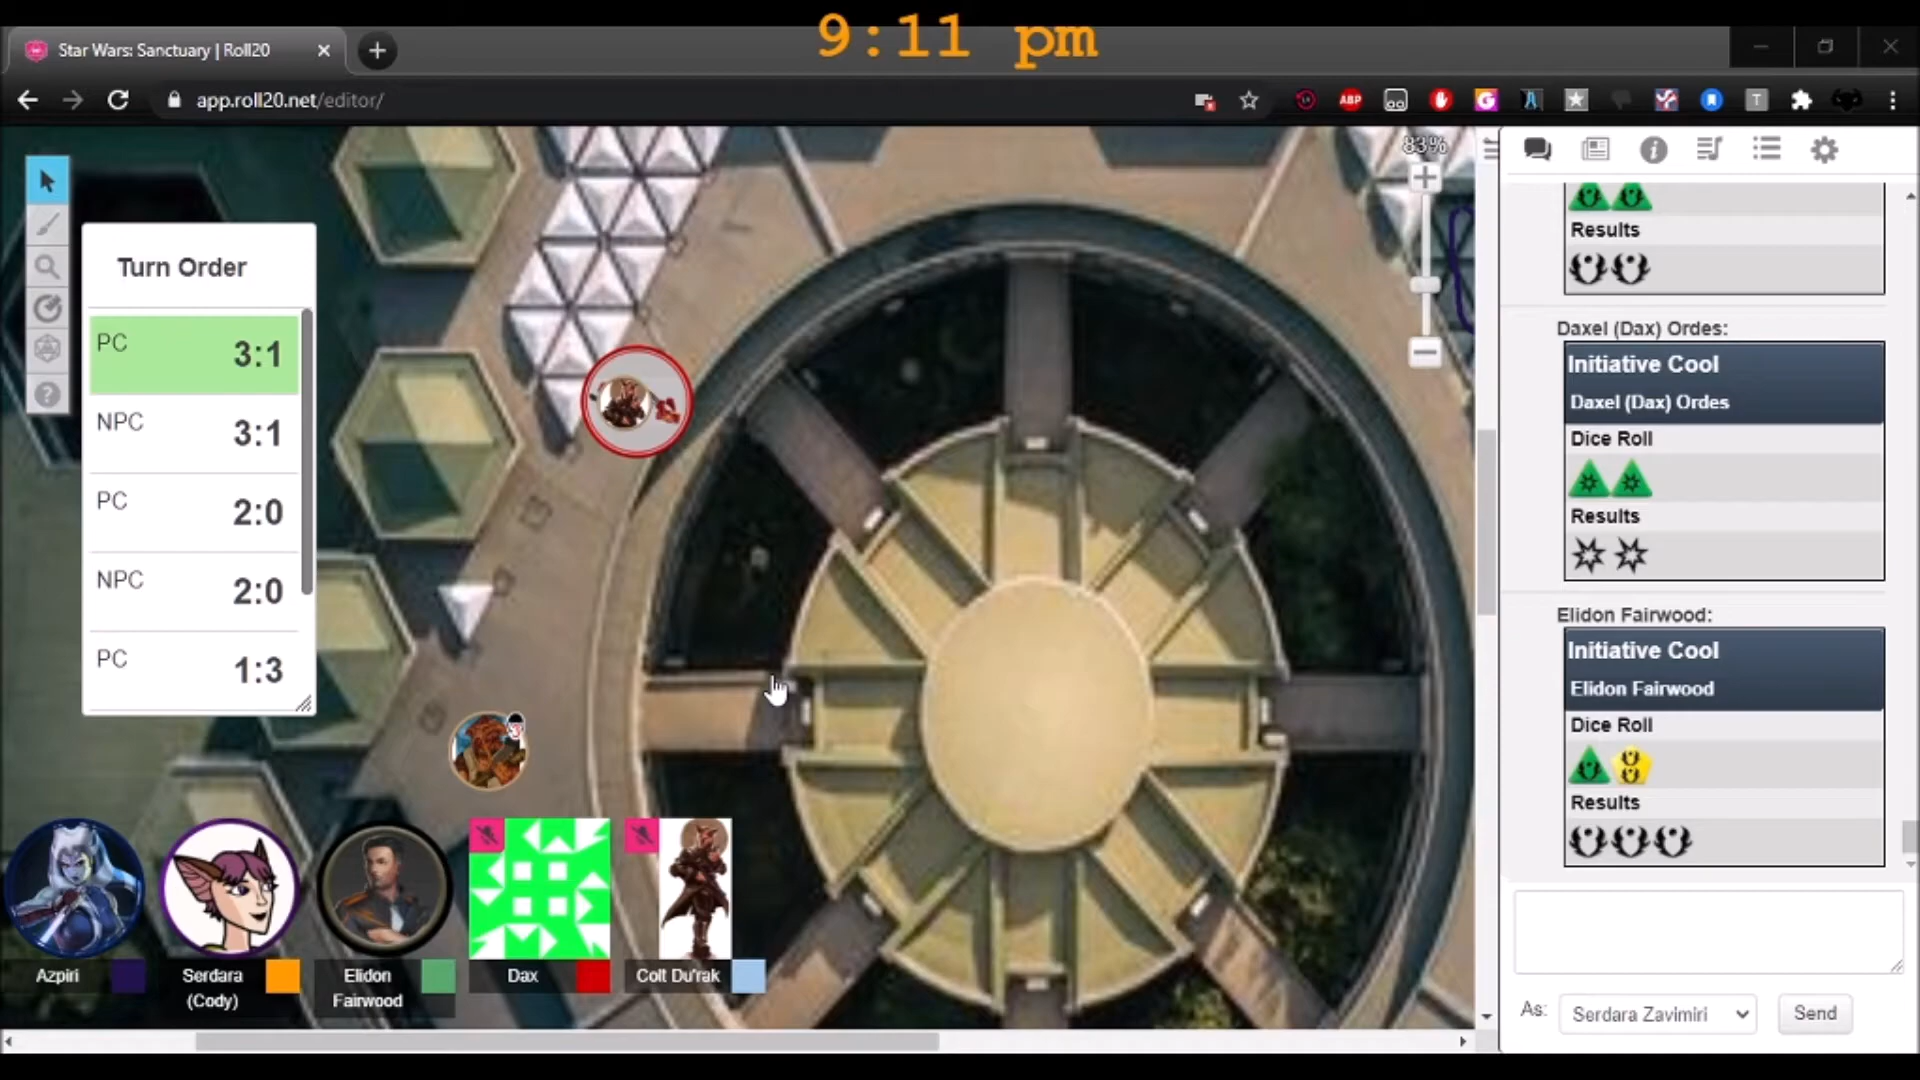 9:11 pm
Star Wars: Sanctuary | Roll20
app.roll20.net/editor/
ABP
T
83%
Turn Order
PC
3:1
NPC
3:1
PC
2:0
NPC
2:0
PC
1:3
3
Results
Daxel (Dax) Ordes:
Initiative Cool
Daxel (Dax) Ordes
Dice Roll
Results
Elidon Fairwood:
Initiative Cool
Elidon Fairwood
Dice Roll
Results
As:
Serdara Zavimiri
Send
Azpiri
Serdara
(Cody)
Elidon
Fairwood
Dax
Colt Du'rak